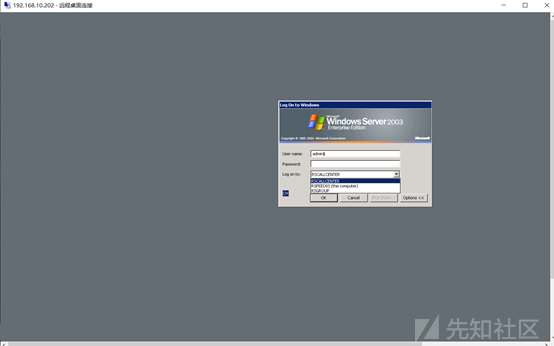 192.168.10.202 - 远程桌面连接
Log On to Windows
Microsoft
Windows Server 2003
Enterprise Edition
Copyright © 1985-2003 Microsoft Corporation
Microsoft
User name: admin$
Password:
Log on to: RSCALLCENTER
RSCALLCENTER
(this computer)
RSGROUP
OK Cancel Shut Down... Options <<
先知社区